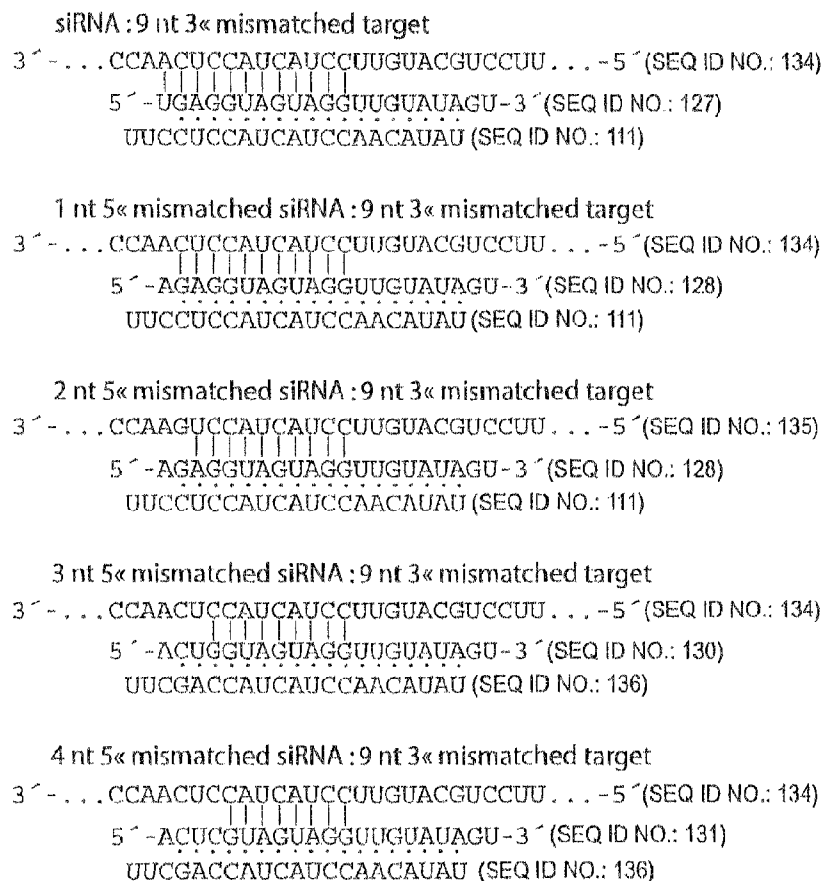 siRNA : 9 nt 3« mismatched target
3´-...CCAACUCCAUCAUCCUUGUACGUCCUU...-5´(SEQ ID NO.: 134)
5´-UGAGGUAGUAGGUUGUAUAGU-3´(SEQ ID NO.: 127)
UUCCUCCAUCAUCCAACAUAU (SEQ ID NO.: 111)
1 nt 5« mismatched siRNA : 9 nt 3« mismatched target
3´-...CCAACUCCAUCAUCCUUGUACGUCCUU...-5´(SEQ ID NO.: 134)
5´-AGAGGUAGUAGGUUGUAUAGU-3´(SEQ ID NO.: 128)
UUCCUCCAUCAUCCAACAUAU (SEQ ID NO.: 111)
2 nt 5« mismatched siRNA : 9 nt 3« mismatched target
3´-...CCAAGUCCAUCAUCCUUGUACGUCCUU...-5´(SEQ ID NO.: 135)
5´-AGAGGUAGUAGGUUGUAUAGU-3´(SEQ ID NO.: 128)
UUCCUCCAUCAUCCAACAUAU (SEQ ID NO.: 111)
3 nt 5« mismatched siRNA : 9 nt 3« mismatched target
3´-...CCAACUCCAUCAUCCUUGUACGUCCUU...-5´(SEQ ID NO.: 134)
5´-ACUGGUAGUAGGUUGUAUAGU-3´(SEQ ID NO.: 130)
UUCGACCAUCAUCCAACAUAU (SEQ ID NO.: 136)
4 nt 5« mismatched siRNA : 9 nt 3« mismatched target
3´-...CCAACUCCAUCAUCCUUGUACGUCCUU...-5´(SEQ ID NO.: 134)
5´-ACUCGUAGUAGGUUGUAUAGU-3´(SEQ ID NO.: 131)
UUCGACCAUCAUCCAACAUAU (SEQ ID NO.: 136)